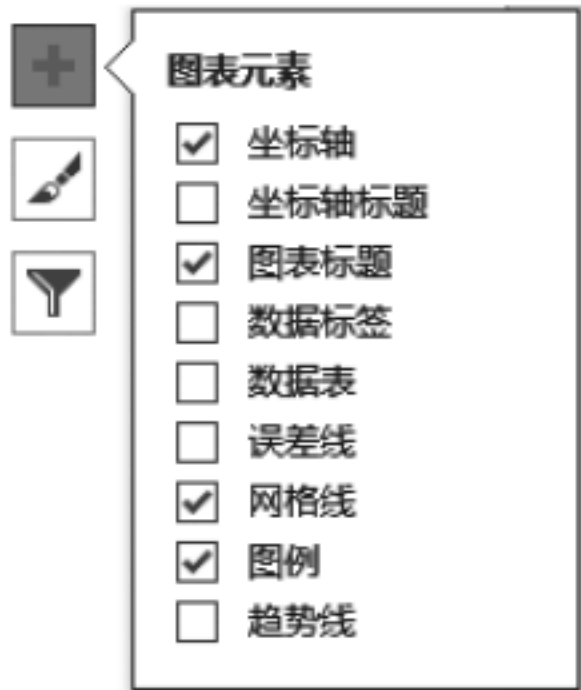 图表元素
坐标轴
坐标轴标题
图表标题
数据标签
数据表
误差线
网格线
图例
趋势线